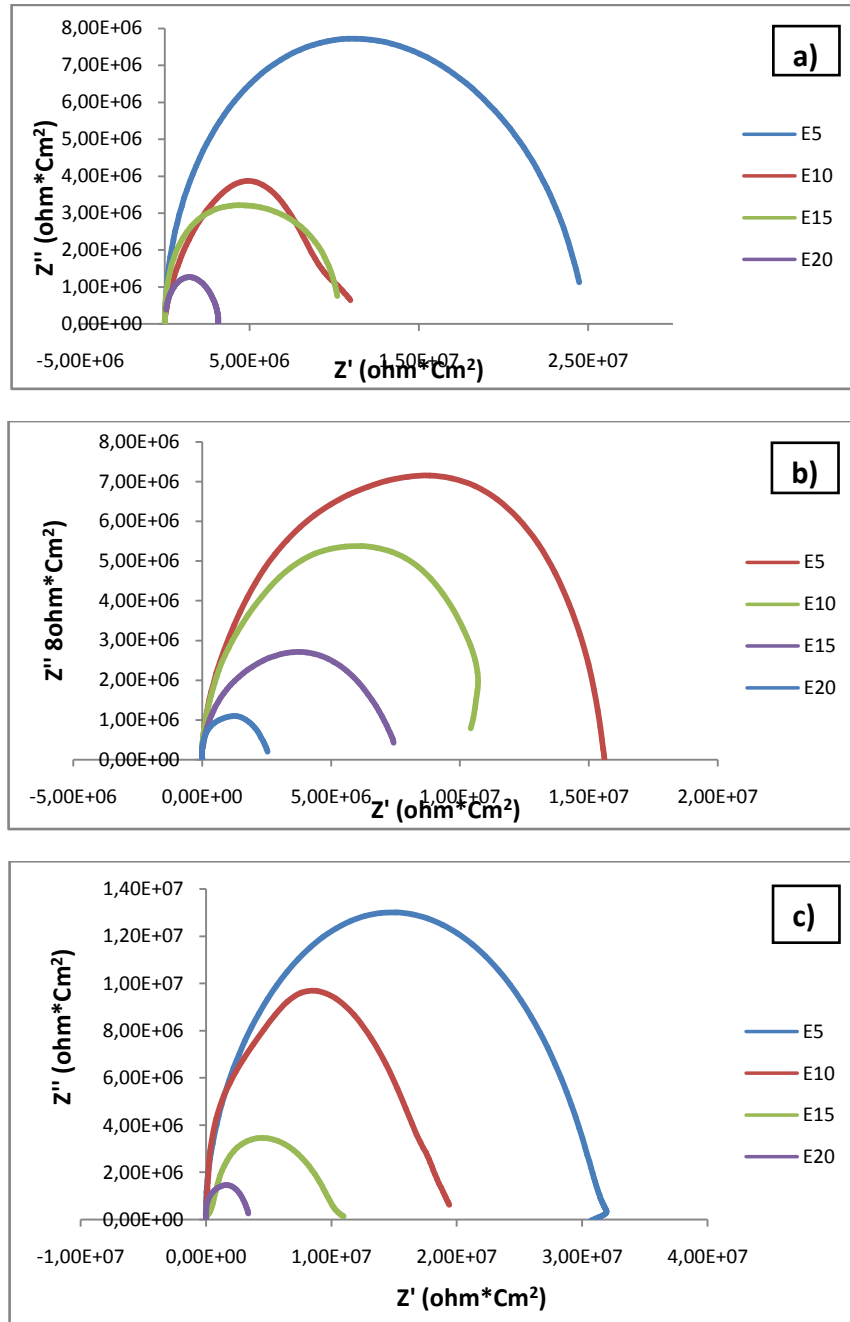 8,00E+06
7,00E+06
6,00E+06
5,00E+06
4,00E+06
3,00E+06
2,00E+06
1,00E+06
0,00E+00
-5,00E+06 5,00E+06 1,50E+07 2,50E+07
Z'' (ohm*Cm²)
Z' (ohm*Cm²)
a)
E5
E10
E15
E20
8,00E+06
7,00E+06
6,00E+06
5,00E+06
4,00E+06
3,00E+06
2,00E+06
1,00E+06
0,00E+00
-5,00E+06 0,00E+00 5,00E+06 1,00E+07 1,50E+07 2,00E+07
Z'' 8ohm*Cm²)
Z' (ohm*Cm²)
b)
E5
E10
E15
E20
1,40E+07
1,20E+07
1,00E+07
8,00E+06
6,00E+06
4,00E+06
2,00E+06
0,00E+00
-1,00E+07 0,00E+00 1,00E+07 2,00E+07 3,00E+07 4,00E+07
Z'' (ohm*Cm²)
Z' (ohm*Cm²)
c)
E5
E10
E15
E20